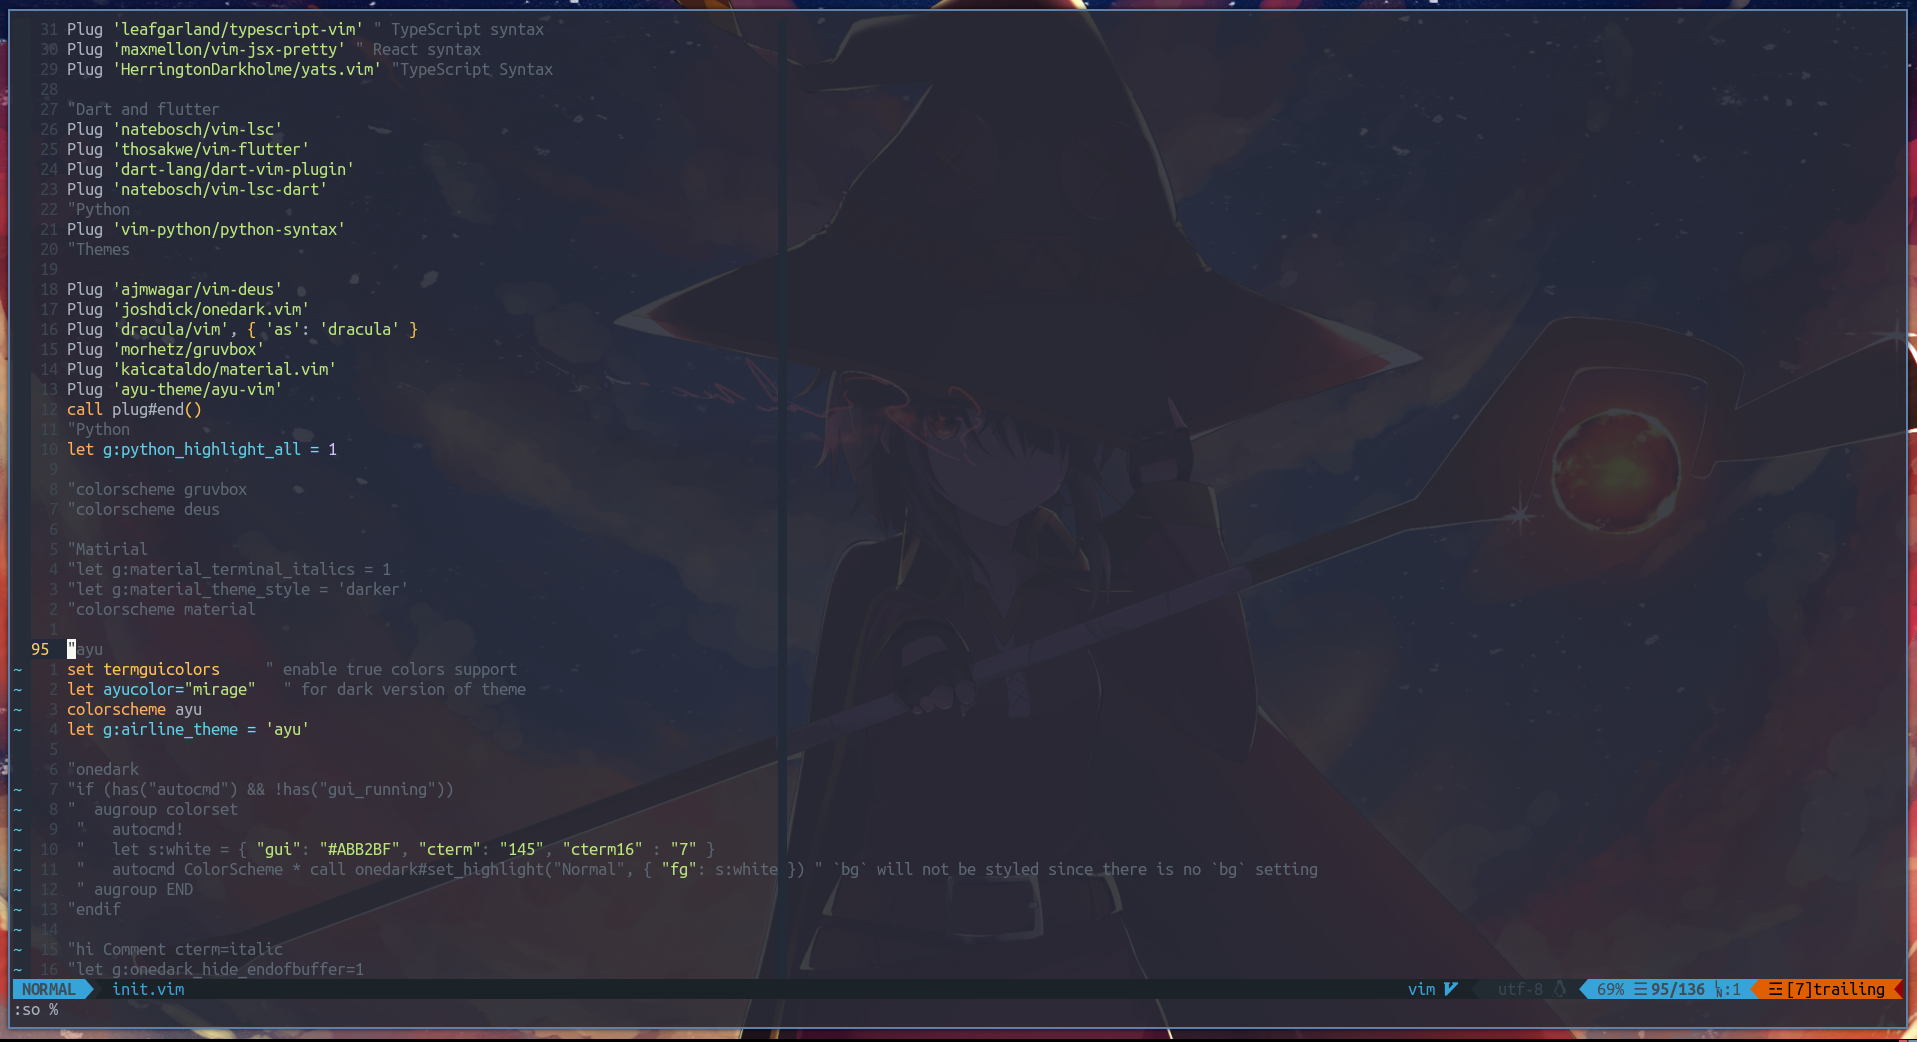 31 Plug 'leafgarland/typescript-vim' " TypeScript syntax
30 Plug 'maxmellon/vim-jsx-pretty' " React syntax
29 Plug 'HerringtonDarkholme/yats.vim' "TypeScript Syntax
28
27 "Dart and flutter
26 Plug 'natebosch/vim-lsc'
25 Plug 'thosakwe/vim-flutter'
24 Plug 'dart-lang/dart-vim-plugin'
23 Plug 'natebosch/vim-lsc-dart'
22 "Python
21 Plug 'vim-python/python-syntax'
20 "Themes
19
18 Plug 'ajmwagar/vim-deus'
17 Plug 'joshdick/onedark.vim'
16 Plug 'dracula/vim', { 'as': 'dracula' }
15 Plug 'morhetz/gruvbox'
14 Plug 'kaicataldo/material.vim'
13 Plug 'ayu-theme/ayu-vim'
12 call plug#end()
11 "Python
10 let g:python_highlight_all = 1
9
8 "colorscheme gruvbox
7 "colorscheme deus
6
5 "Matirial
4 "let g:material_terminal_italics = 1
3 "let g:material_theme_style = 'darker'
2 "colorscheme material
1
95 "ayu
~ 1 set termguicolors     " enable true colors support
~ 2 let ayucolor="mirage"   " for dark version of theme
~ 3 colorscheme ayu
~ 4 let g:airline_theme = 'ayu'
5
6 "onedark
~ 7 "if (has("autocmd") && !has("gui_running"))
~ 8 "  augroup colorset
~ 9  "   autocmd!
~ 10  "   let s:white = { "gui": "#ABB2BF", "cterm": "145", "cterm16" : "7" }
~ 11  "   autocmd ColorScheme * call onedark#set_highlight("Normal", { "fg": s:white }) " `bg` will not be styled since there is no `bg` setting
~ 12  " augroup END
~ 13 "endif
~ 14
~ 15 "hi Comment cterm=italic
~ 16 "let g:onedark_hide_endofbuffer=1
NORMAL init.vim vim utf-8 69% ☰ 95/136 ␤:1 ☲ [7]trailing
:so %